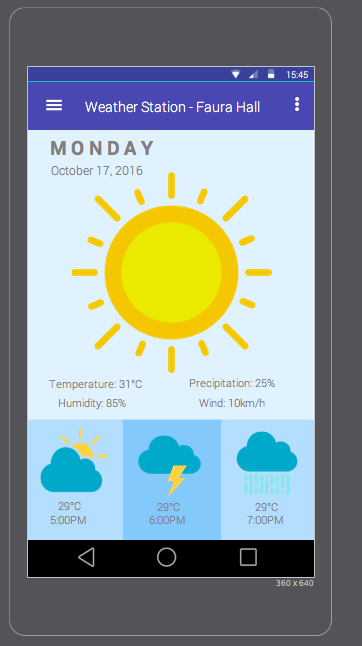 15:45
Weather Station - Faura Hall
MONDAY
October 17, 2016
Temperature: 31°C
Precipitation: 25%
Humidity: 85%
Wind: 10km/h
29°C
5:00PM
29°C
6:00PM
29°C
7:00PM
360 x 640